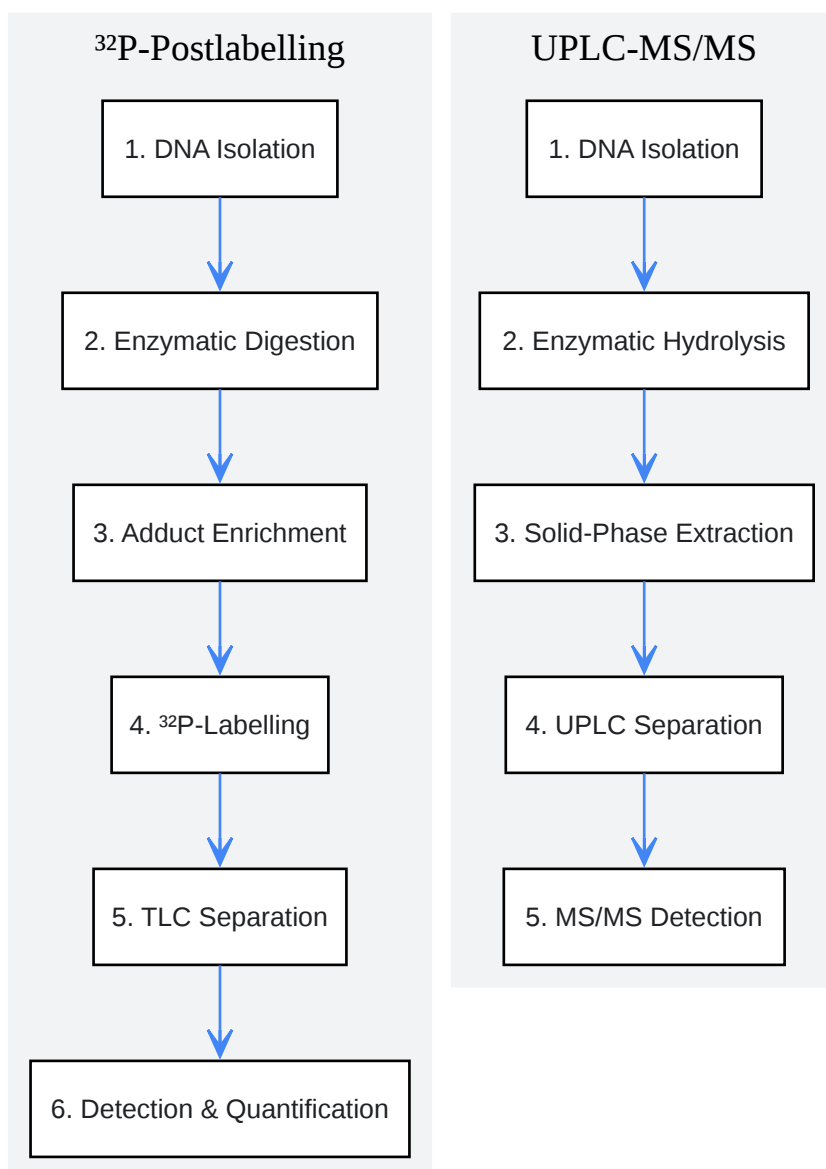 ³²P-Postlabelling
1. DNA Isolation
2. Enzymatic Digestion
3. Adduct Enrichment
4. ³²P-Labelling
5. TLC Separation
6. Detection & Quantification
UPLC-MS/MS
1. DNA Isolation
2. Enzymatic Hydrolysis
3. Solid-Phase Extraction
4. UPLC Separation
5. MS/MS Detection